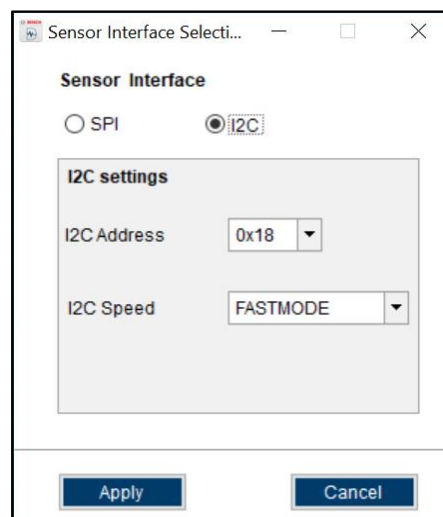 Sensor Interface Selecti...
Sensor Interface
SPI I2C
I2C settings
I2C Address 0x18
I2C Speed FASTMODE
Apply Cancel